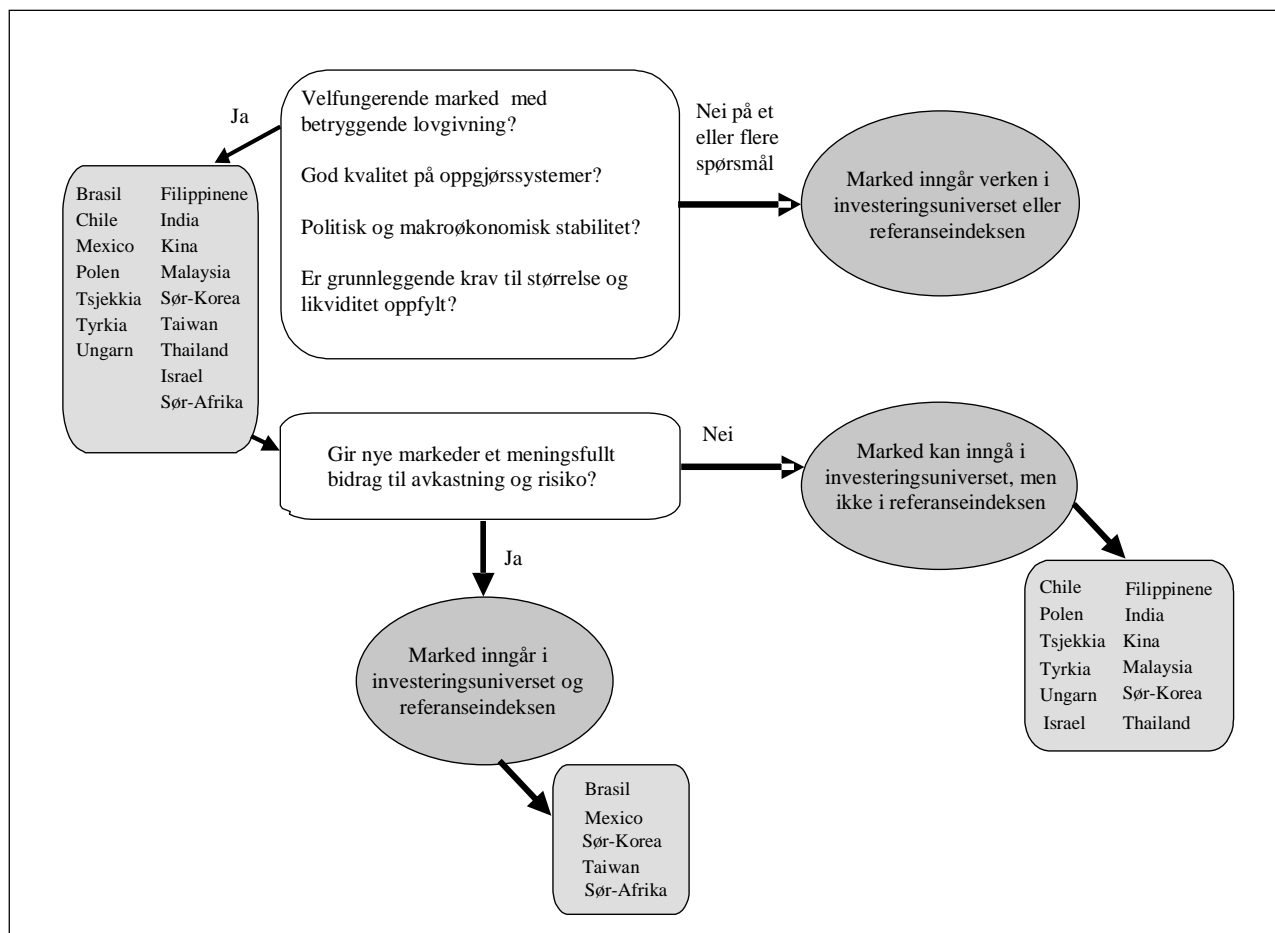 Ja
Velfungerende marked med
betryggende lovgivning?
God kvalitet på oppgjørssystemer?
Politisk og makroøkonomisk stabilitet?
Er grunnleggende krav til størrelse og
likviditet oppfylt?
Nei på et
eller flere
spørsmål
Marked inngår verken i
investeringsuniverset eller
referanseindeksen
Brasil
Chile
Mexico
Polen
Tsjekkia
Tyrkia
Ungarn
Filippinene
India
Kina
Malaysia
Sør-Korea
Taiwan
Thailand
Israel
Sør-Afrika
Gir nye markeder et meningsfullt
bidrag til avkastning og risiko?
Nei
Marked kan inngå i
investeringsuniverset, men
ikke i referanseindeksen
Chile
Polen
Tsjekkia
Tyrkia
Ungarn
Israel
Filippinene
India
Kina
Malaysia
Sør-Korea
Thailand
Ja
Marked inngår i
investeringsuniverset og
referanseindeksen
Brasil
Mexico
Sør-Korea
Taiwan
Sør-Afrika